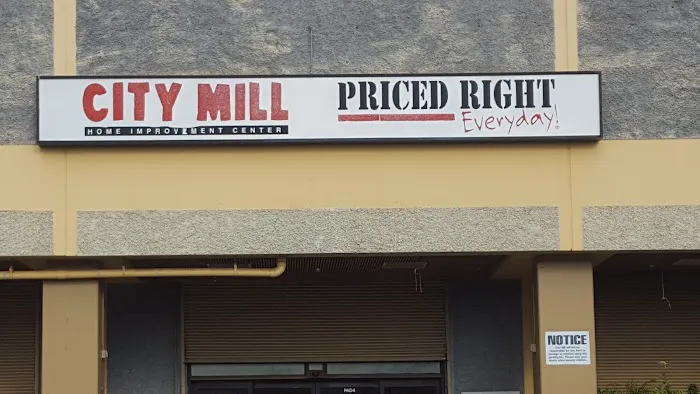 CITY MILL
HOME IMPROVEMENT CENTER
PRICED RIGHT
Everyday!
NOTICE